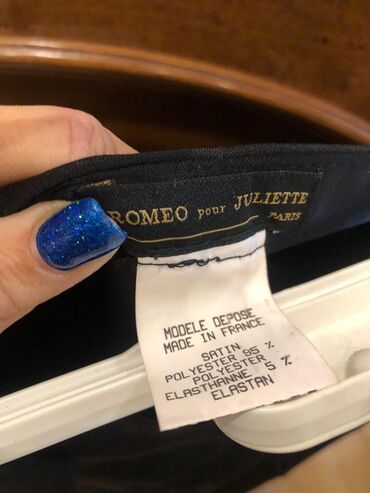 ROMEO pour JULIETTE
PARIS
MODELE DEPOSE
MADE IN FRANCE
SATIN
POLYESTER 95 %
POLYESTER
ELASTHANNE 5 %
ELASTAN